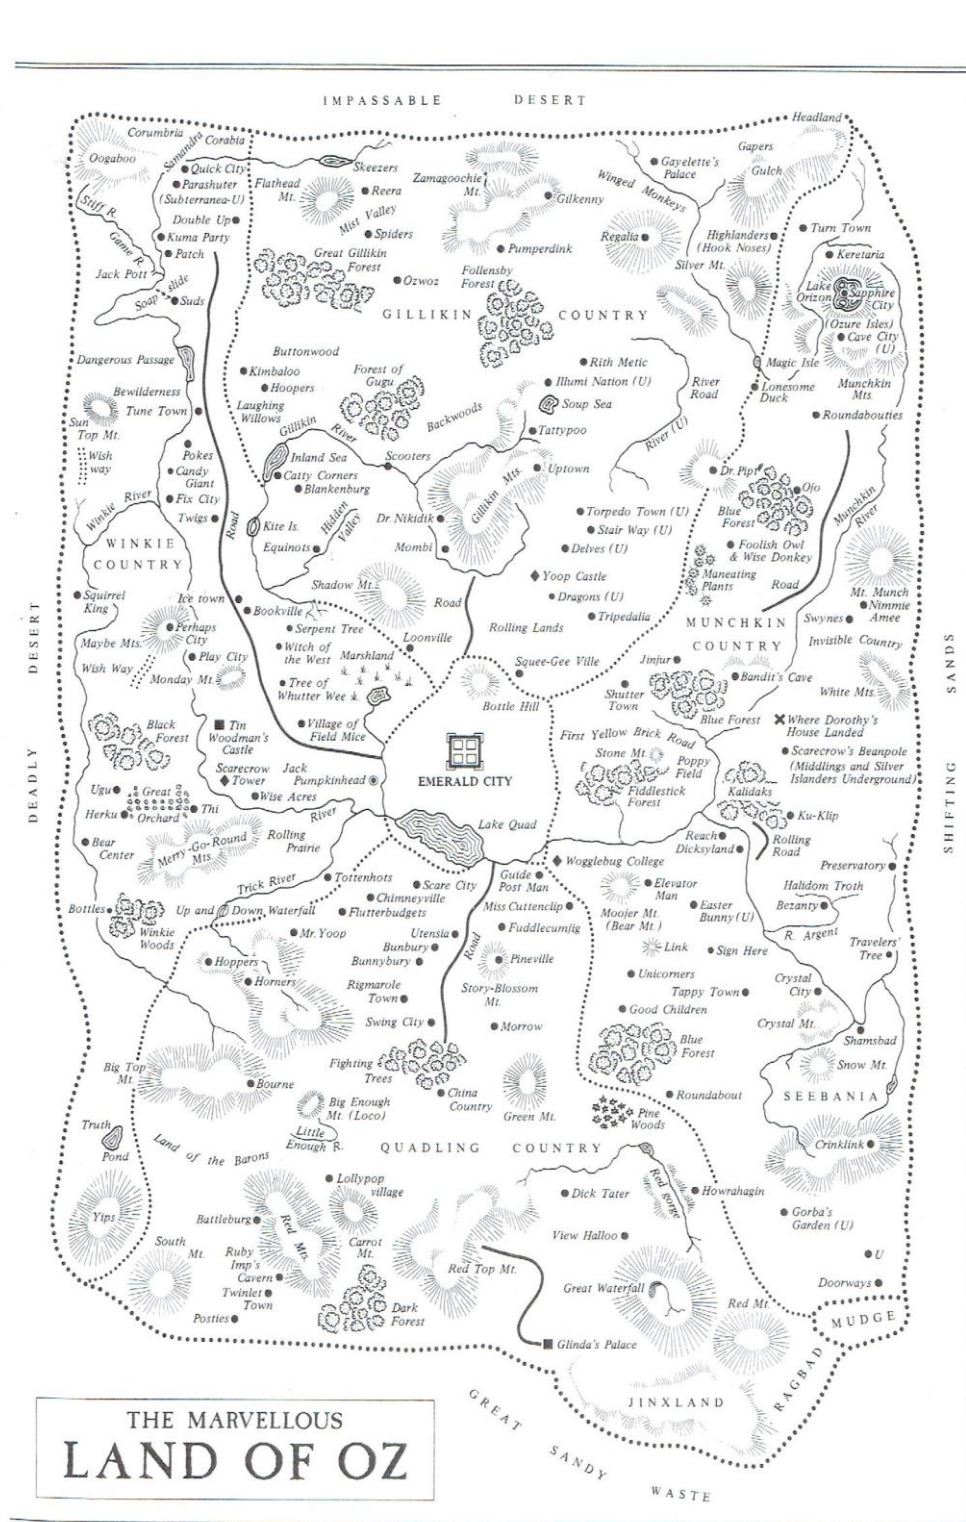 IMPASSABLE DESERT
Headland
Corumbria
Samandra
Corabia
Oogaboo
Quick City
Parashuter
(Subterranea-U)
Flathead
Mt.
Skeezers
Reera
Mist Valley
Spiders
Zamagoochie
Mt.
Gilkenny
Gayelette's
Palace
Winged Monkeys
Gapers
Gulch
Stiff R.
Game R.
Double Up
Kuma Party
Patch
Jack Pott
Soap slide
Suds
Great Gillikin
Forest
Ozwoz
Pumperdink
Follensby
Forest
Regalia
Highlanders
(Hook Noses)
Silver Mt.
Turn Town
Keretaria
Lake
Orizon
Sapphire
City
(Ozure Isles)
Cave City
(U)
GILLIKIN COUNTRY
Dangerous Passage
Buttonwood
Kimbaloo
Hoopers
Forest of
Gugu
Rith Metic
Illumi Nation (U)
Soup Sea
River
Road
Magic Isle
Lonesome
Duck
Munchkin
Mts.
Roundabouties
Bewilderness
Tune Town
Sun
Top Mt.
Wish
way
Laughing
Willows
Gillikin River
Backwoods
Tattypoo
River (U)
Pokes
Candy
Giant
Fix City
Twigs
Winkie River
Inland Sea
Catty Corners
Blankenburg
Scooters
Gillikin Mts.
Uptown
Dr. Pipt
Ojo
Blue
Forest
Munchkin
River
Road
Kite Is.
Hidden
Valley
Equinots
Dr. Nikidik
Mombi
Torpedo Town (U)
Stair Way (U)
Delves (U)
Foolish Owl
& Wise Donkey
Maneating
Plants
Road
WINKIE
COUNTRY
Squirrel
King
Shadow Mt.
Road
Yoop Castle
Dragons (U)
Tripedalia
Mt. Munch
Nimmie
Amee
Swynes
MUNCHKIN
COUNTRY
Invisible Country
Ice town
Bookville
Perhaps
City
Maybe Mts.
Serpent Tree
Loonville
Rolling Lands
Wish Way
Play City
Monday Mt.
Witch of
the West
Marshland
Tree of
Whutter Wee
Squee-Gee Ville
Shutter
Town
Jinjur
Bandit's Cave
White Mts.
Bottle Hill
Blue Forest
Where Dorothy's
House Landed
Black
Forest
Tin
Woodman's
Castle
Village of
Field Mice
First Yellow Brick Road
Stone Mt.
Poppy
Field
Fiddlestick
Forest
Scarecrow's Beanpole
(Middlings and Silver
Islanders Underground)
Kalidahs
EMERALD CITY
Scarecrow
Tower
Jack
Pumpkinhead
Wise Acres
Ugu
Great
Orchard
Thi
Herku
River
Lake Quad
Ku-Klip
Bear
Center
Merry-Go-Round
Mts.
Rolling
Prairie
Reach
Dicksyland
Rolling
Road
Preservatory
Wogglebug College
Guide
Post Man
Trick River
Tottenhots
Scare City
Chimneyville
Flutterbudgets
Miss Cuttenclip
Moojer Mt.
(Bear Mt.)
Elevator
Man
Halidom Troth
Bezanty
Bottles
Winkie
Woods
Up and Down Waterfall
Mr. Yoop
Utensia
Bunbury
Bunnybury
Road
Fuddlecumjig
Easter
Bunny (U)
Link
Sign Here
R. Argent
Travelers'
Tree
Hoppers
Horners
Pineville
Unicorners
Tappy Town
Crystal
City
Rigmarole
Town
Swing City
Story-Blossom
Mt.
Morrow
Good Children
Crystal Mt.
Shamsbad
Blue
Forest
Snow Mt.
Big Top
Mt.
Bourne
Fighting
Trees
China
Country
Green Mt.
Roundabout
SEEBANIA
Big Enough
Mt. (Loco)
Little
Enough R.
Pine
Woods
Crinklink
Truth
Pond
Land of the Barons
QUADLING COUNTRY
Red gorge
Yips
Lollypop
village
Dick Tater
Howrahagin
Gorba's
Garden (U)
Battleburg
Red Mts.
Carrot
Mt.
View Halloo
U
South
Mt.
Ruby
Imp's
Cavern
Twinlet
Town
Posties
Dark
Forest
Red Top Mt.
Great Waterfall
Red Mt.
Doorways
MUDGE
Glinda's Palace
JINXLAND
RAGBAD
DEADLY DESERT
SHIFTING SANDS
GREAT SANDY WASTE
THE MARVELLOUS
LAND OF OZ